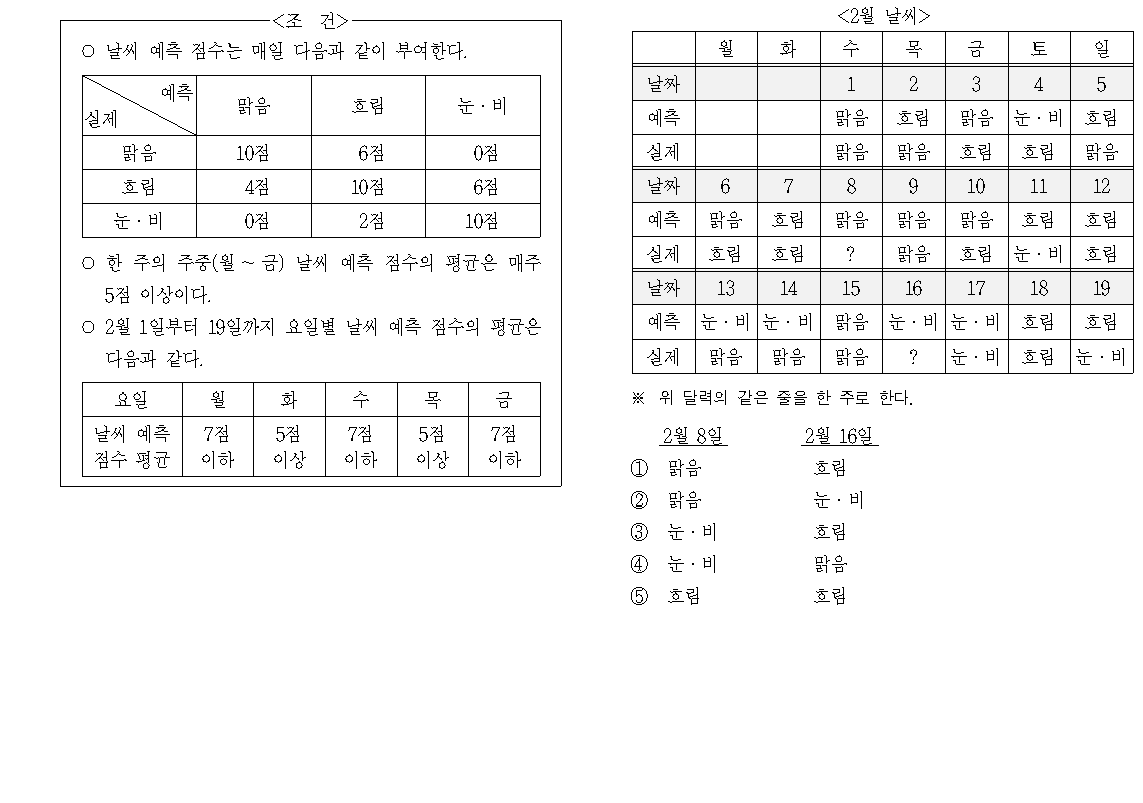 <조 건>
○ 날씨 예측 점수는 매일 다음과 같이 부여한다.
예측
실제 맑음 흐림 눈·비
맑음 10점 6점 0점
흐림 4점 10점 6점
눈·비 0점 2점 10점
○ 한 주의 주중(월 ~ 금) 날씨 예측 점수의 평균은 매주
5점 이상이다.
○ 2월 1일부터 19일까지 요일별 날씨 예측 점수의 평균은
다음과 같다.
요일 월 화 수 목 금
날씨 예측 7점 5점 7점 5점 7점
점수 평균 이하 이상 이하 이상 이하
<2월 날씨>
월 화 수 목 금 토 일
날짜 1 2 3 4 5
예측 맑음 흐림 맑음 눈·비 흐림
실제 맑음 맑음 흐림 흐림 맑음
날짜 6 7 8 9 10 11 12
예측 맑음 흐림 맑음 맑음 맑음 흐림 흐림
실제 흐림 흐림 ? 맑음 흐림 눈·비 흐림
날짜 13 14 15 16 17 18 19
예측 눈·비 눈·비 맑음 눈·비 눈·비 흐림 흐림
실제 맑음 맑음 맑음 ? 눈·비 흐림 눈·비
※ 위 달력의 같은 줄을 한 주로 한다.
2월 8일 2월 16일
① 맑음 흐림
② 맑음 눈·비
③ 눈·비 흐림
④ 눈·비 맑음
⑤ 흐림 흐림